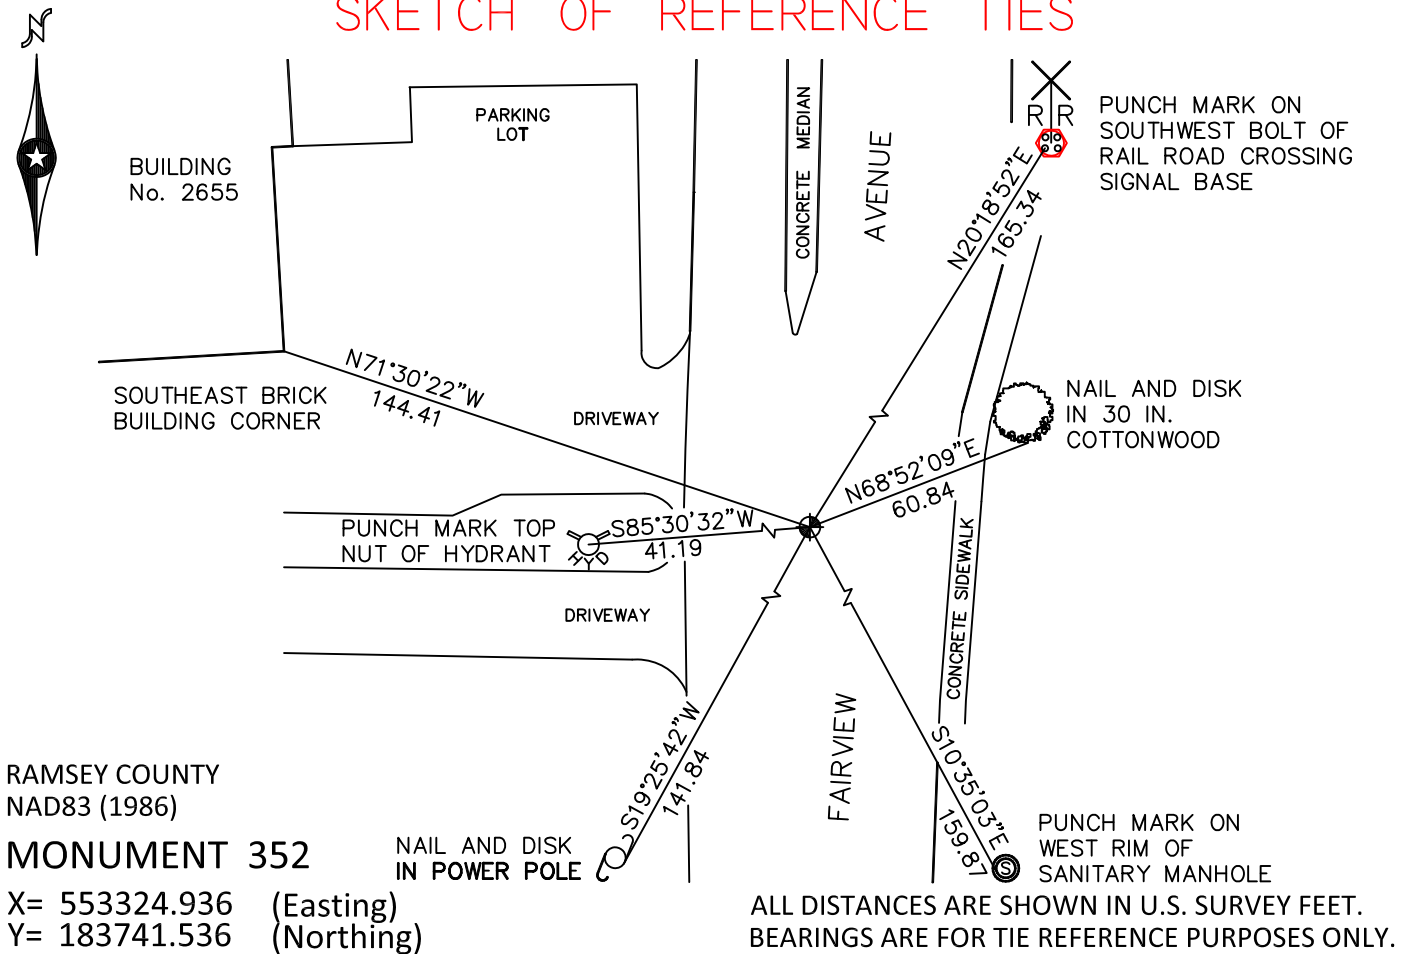 SKETCH OF REFERENCE TIES
N
BUILDING
No. 2655
PARKING
LOT
CONCRETE MEDIAN
AVENUE
R R
PUNCH MARK ON
SOUTHWEST BOLT OF
RAIL ROAD CROSSING
SIGNAL BASE
N20°18'52"E
165.34
N71°30'22"W
144.41
SOUTHEAST BRICK
BUILDING CORNER
DRIVEWAY
NAIL AND DISK
IN 30 IN.
COTTONWOOD
N68°52'09"E
60.84
PUNCH MARK TOP
NUT OF HYDRANT
HYD
S85°30'32"W
41.19
CONCRETE SIDEWALK
DRIVEWAY
FAIRVIEW
S19°25'42"W
141.84
S10°35'03"E
159.87
NAIL AND DISK
IN POWER POLE
S
PUNCH MARK ON
WEST RIM OF
SANITARY MANHOLE
RAMSEY COUNTY
NAD83 (1986)
MONUMENT 352
X= 553324.936 (Easting)
Y= 183741.536 (Northing)
ALL DISTANCES ARE SHOWN IN U.S. SURVEY FEET.
BEARINGS ARE FOR TIE REFERENCE PURPOSES ONLY.